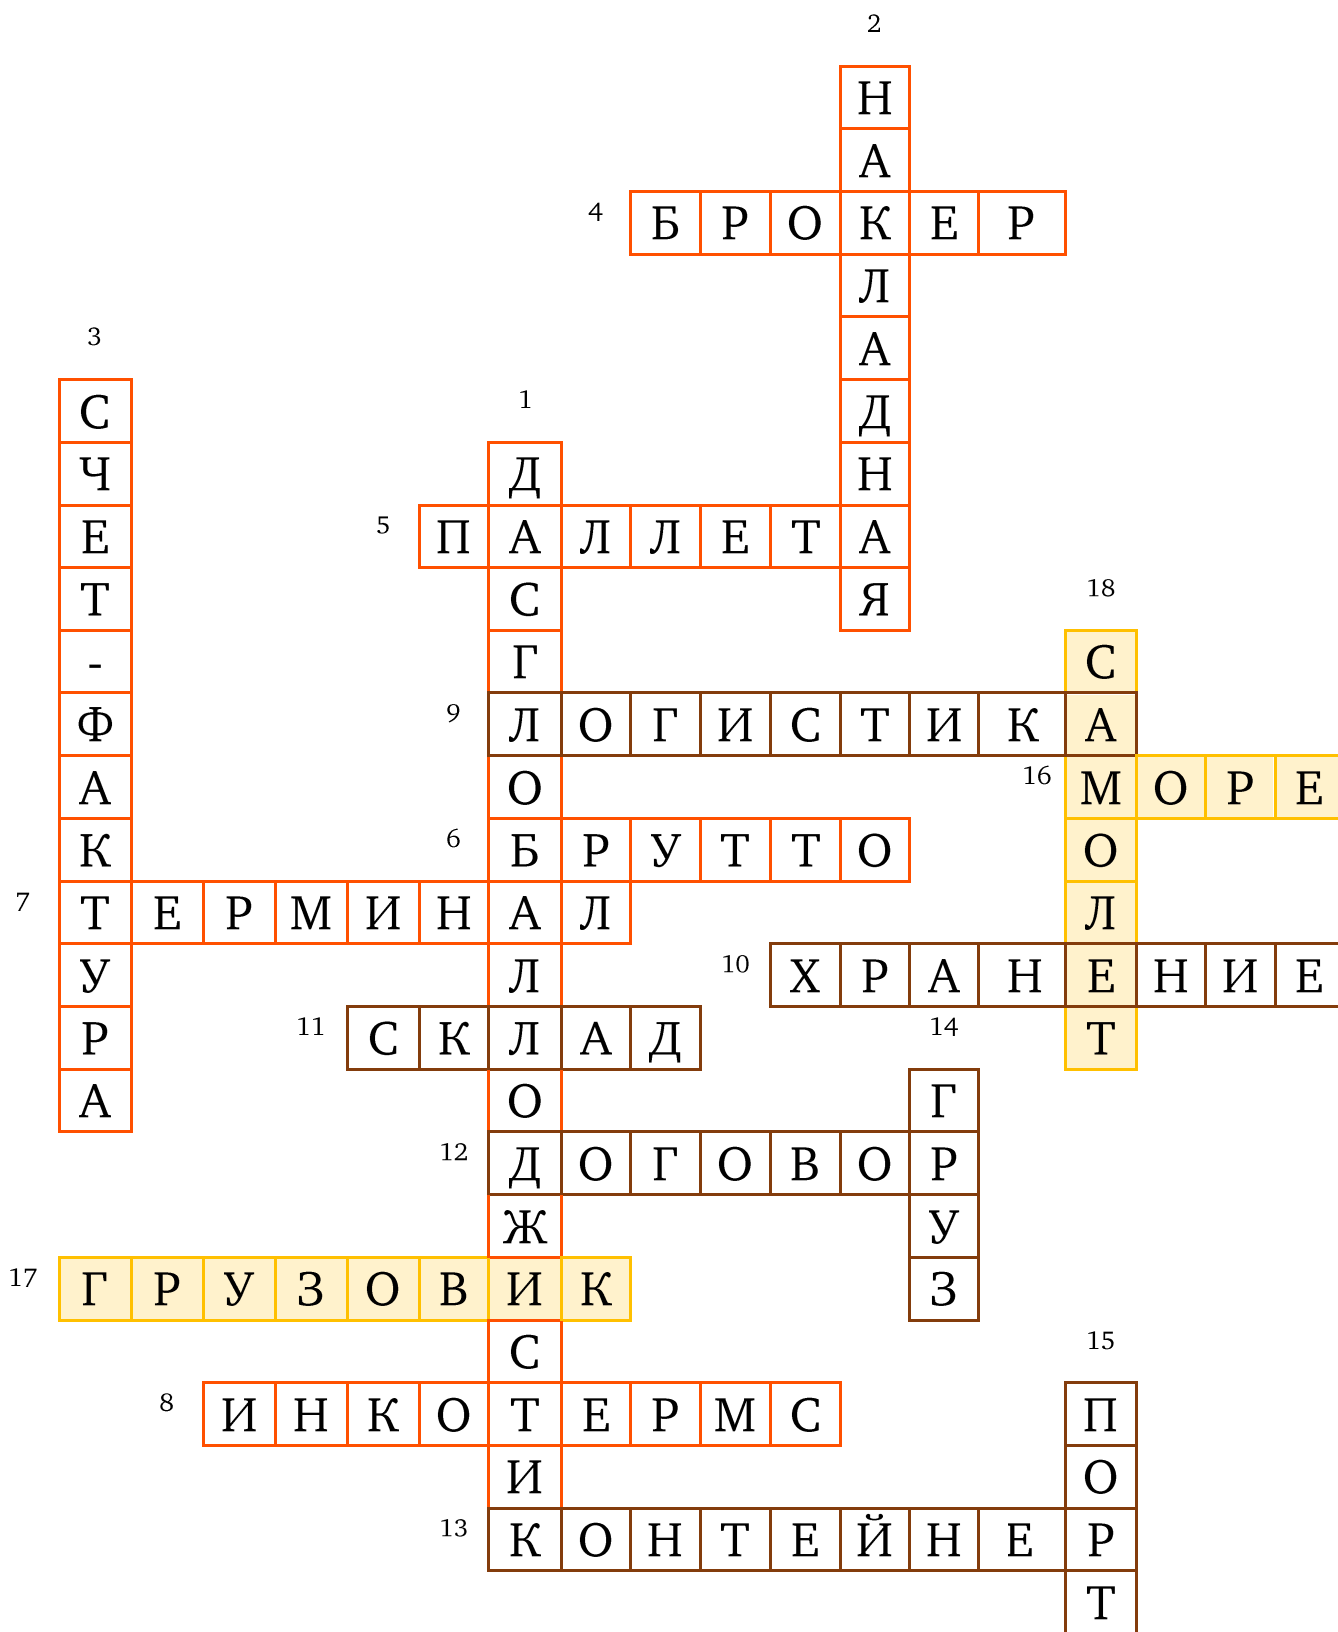 2
Н
А
4 БРОКЕР
Л
А
3
Д
С
1
Ч Д Н
Е 5 ПАЛЛЕТА
Т С Я 18
- Г С
Ф 9 ЛОГИСТИКА
А О 16 МОРЕ
К 6 БРУТТО О
7 ТЕРМИНАЛ Л
У Л 10 ХРАНЕНИЕ
Р 11 СКЛАД 14 Т
А О Г
12 ДОГОВОР
Ж У
17 ГРУЗОВИК З
С 15
8 ИНКОТЕРМС П
И О
13 КОНТЕЙНЕР
Т